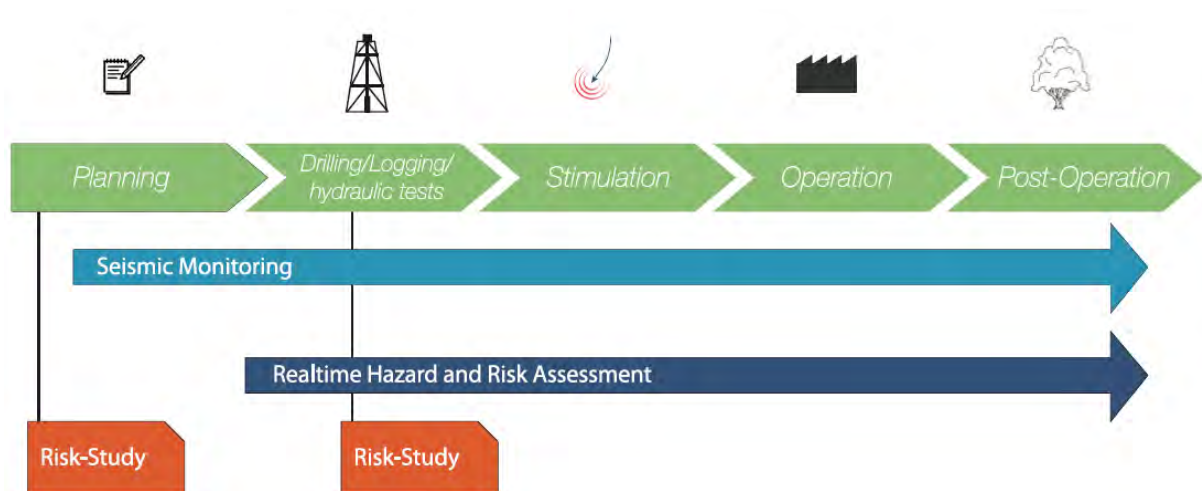 Planning
Drilling/Logging/
hydraulic tests
Stimulation
Operation
Post-Operation
Seismic Monitoring
Realtime Hazard and Risk Assessment
Risk-Study
Risk-Study